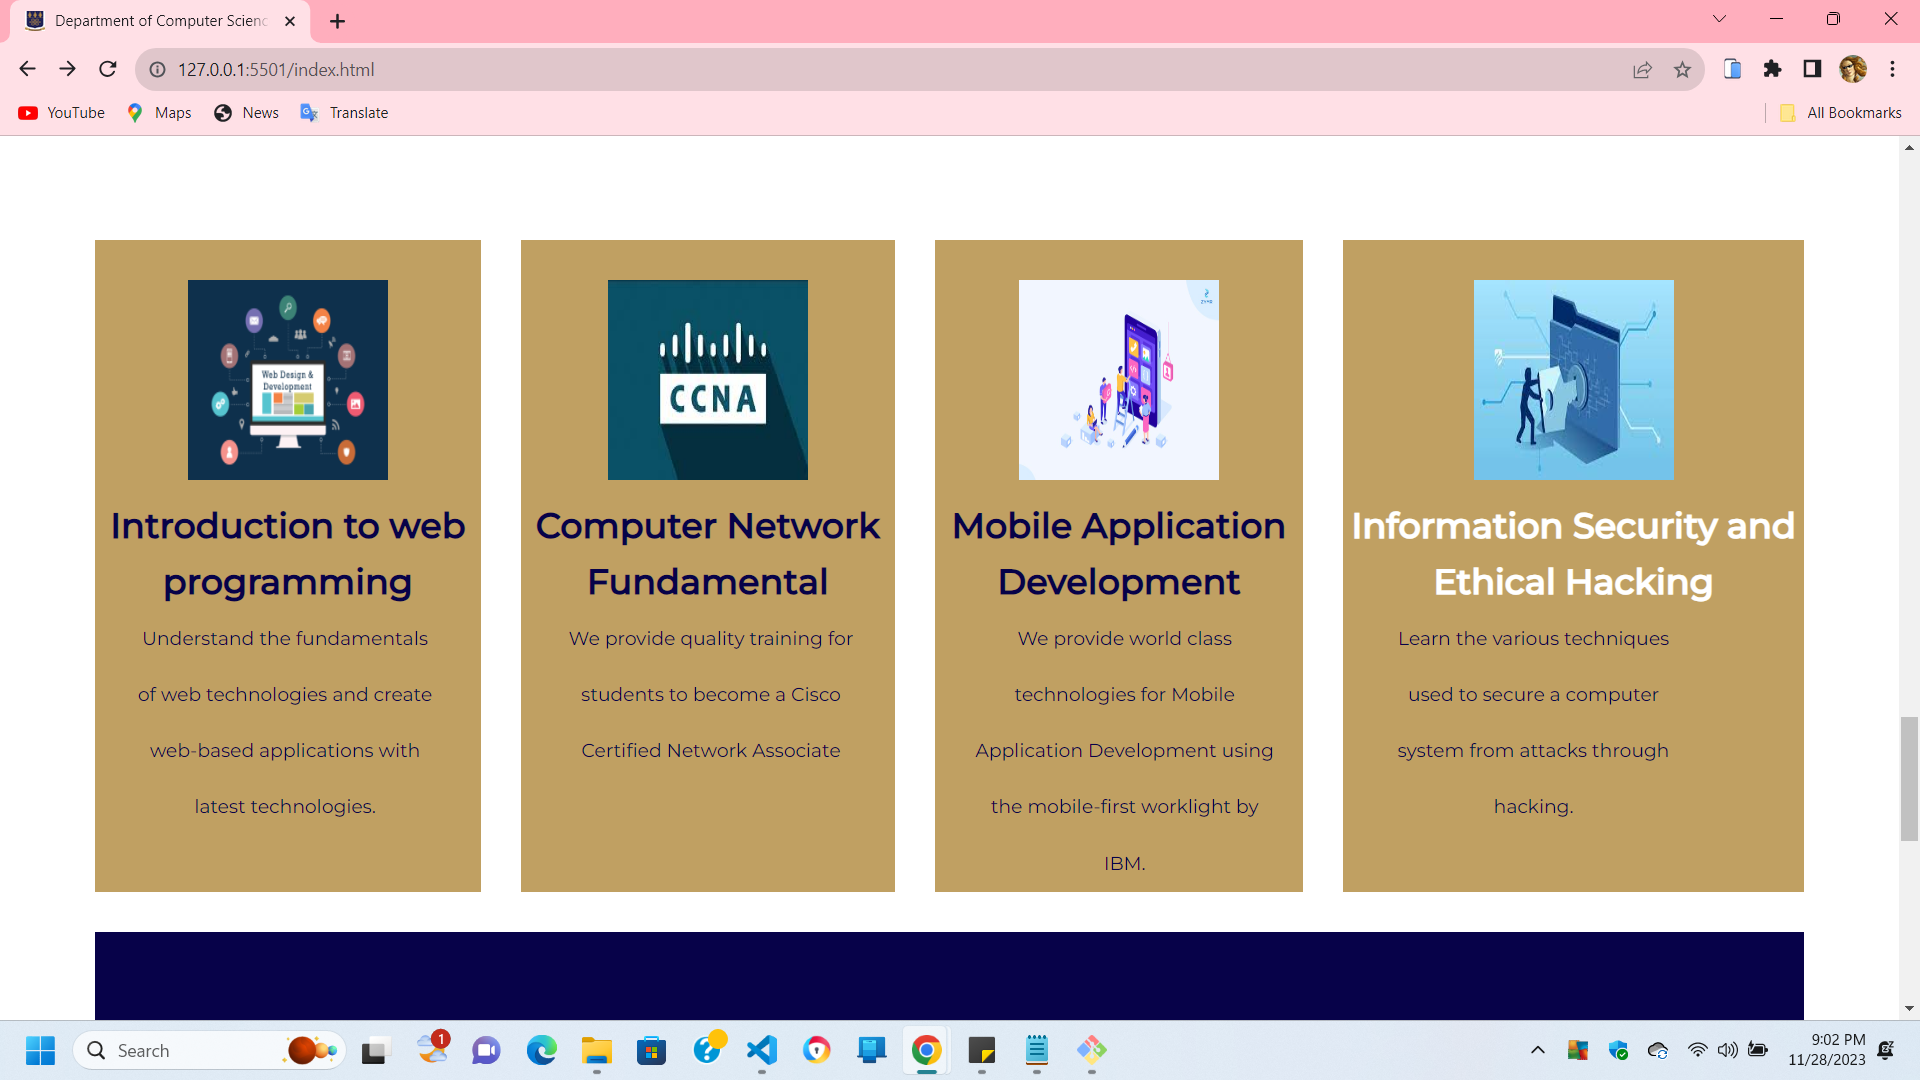 Department of Computer Scienc
127.0.0.1:5501/index.html
YouTube
Maps
News
Translate
All Bookmarks
Web Design &
Development
CCNA
ZYMR
Introduction to web
programming
Understand the fundamentals
of web technologies and create
web-based applications with
latest technologies.
Computer Network
Fundamental
We provide quality training for
students to become a Cisco
Certified Network Associate
Mobile Application
Development
We provide world class
technologies for Mobile
Application Development using
the mobile-first worklight by
IBM.
Information Security and
Ethical Hacking
Learn the various techniques
used to secure a computer
system from attacks through
hacking.
Search
1
9:02 PM
11/28/2023